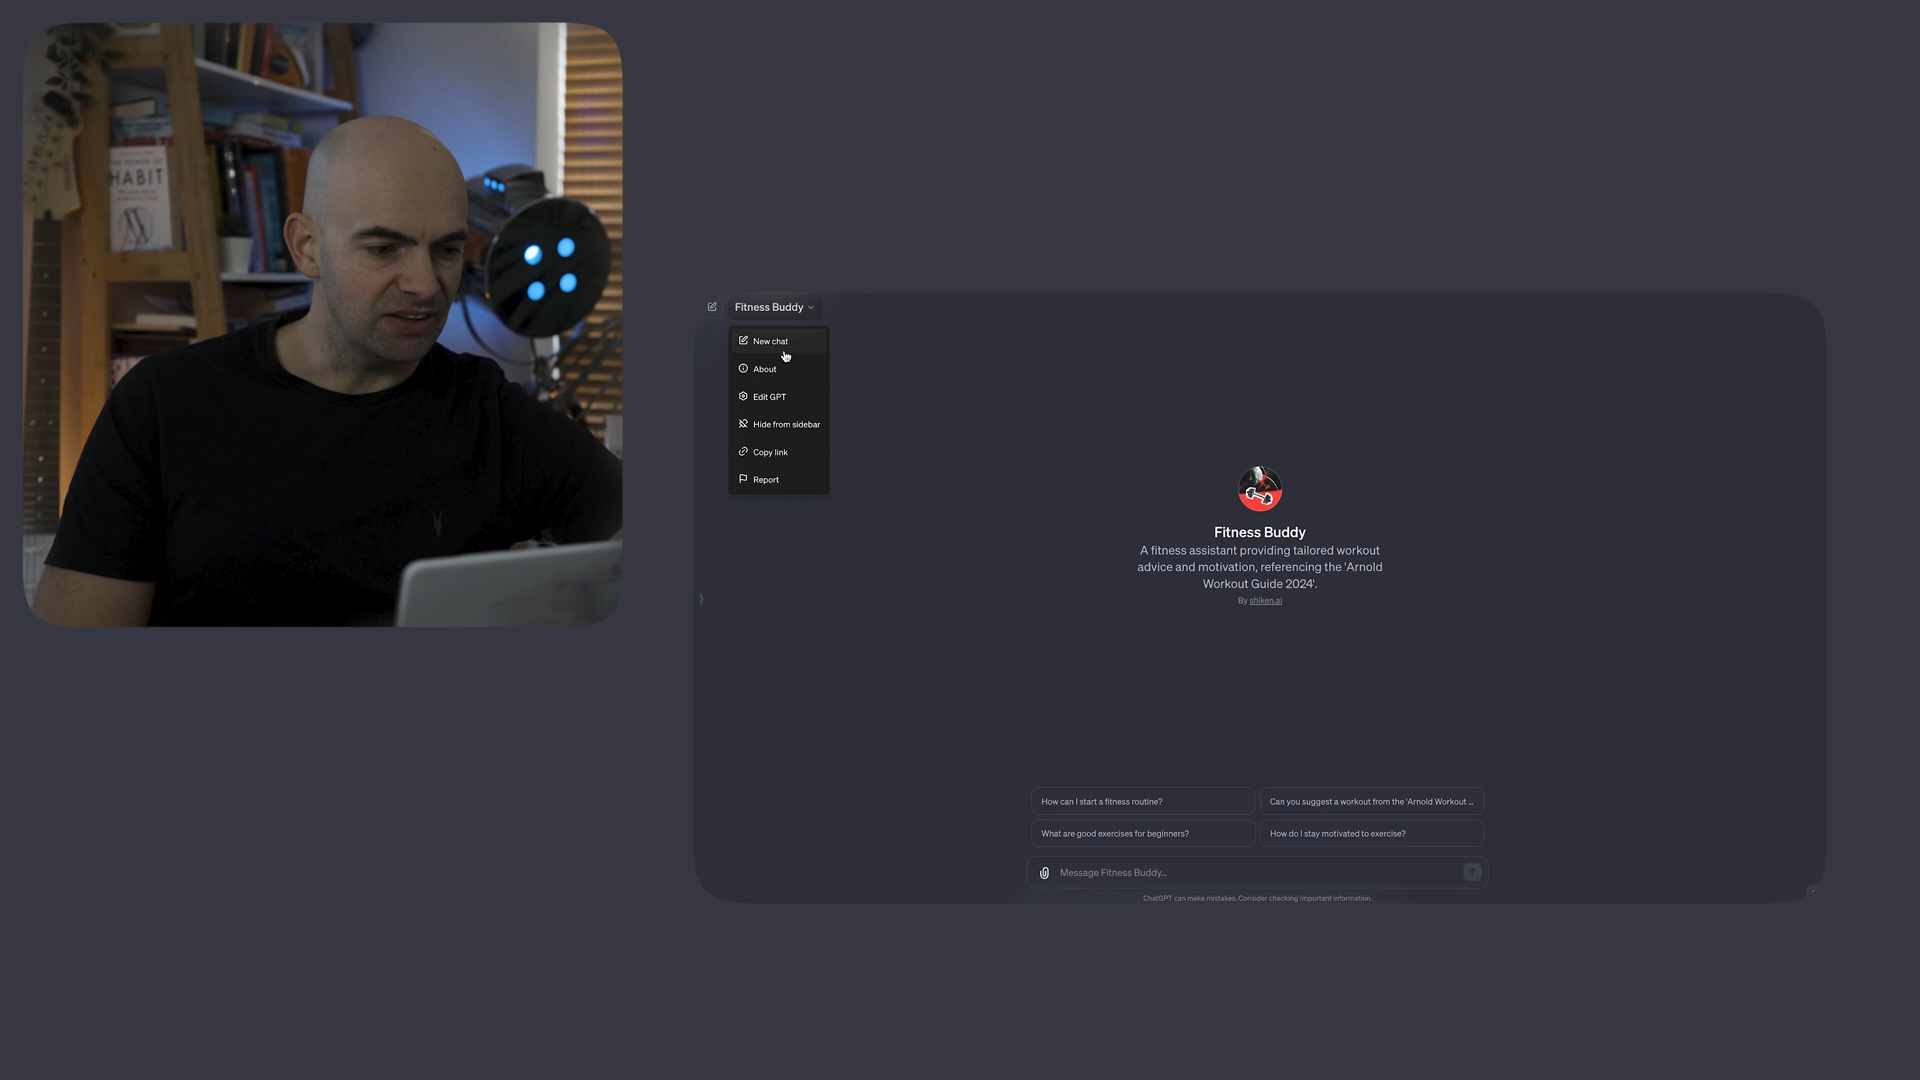 POWER OF
HABIT
Fitness Buddy
New chat
About
Edit GPT
Hide from sidebar
Copy link
Report
Fitness Buddy
A fitness assistant providing tailored workout
advice and motivation, referencing the 'Arnold
Workout Guide 2024'.
By shiken.ai
How can I start a fitness routine?
Can you suggest a workout from the 'Arnold Workout ...
What are good exercises for beginners?
How do I stay motivated to exercise?
Message Fitness Buddy...
ChatGPT can make mistakes. Consider checking important information.